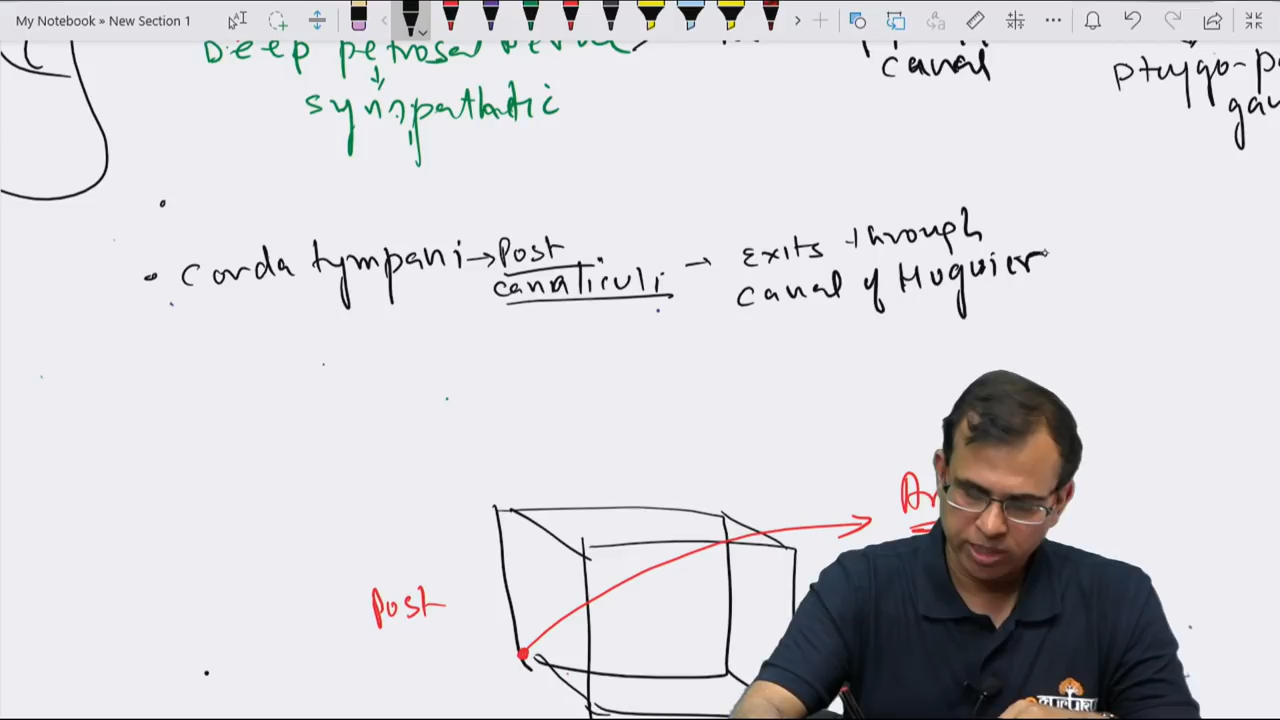 My Notebook » New Section 1
Deep petrosal
canal
sympathatic
ptygo-p
• Corda tympani → Post
canaliculi → Exits through
canal of Huguier
Post